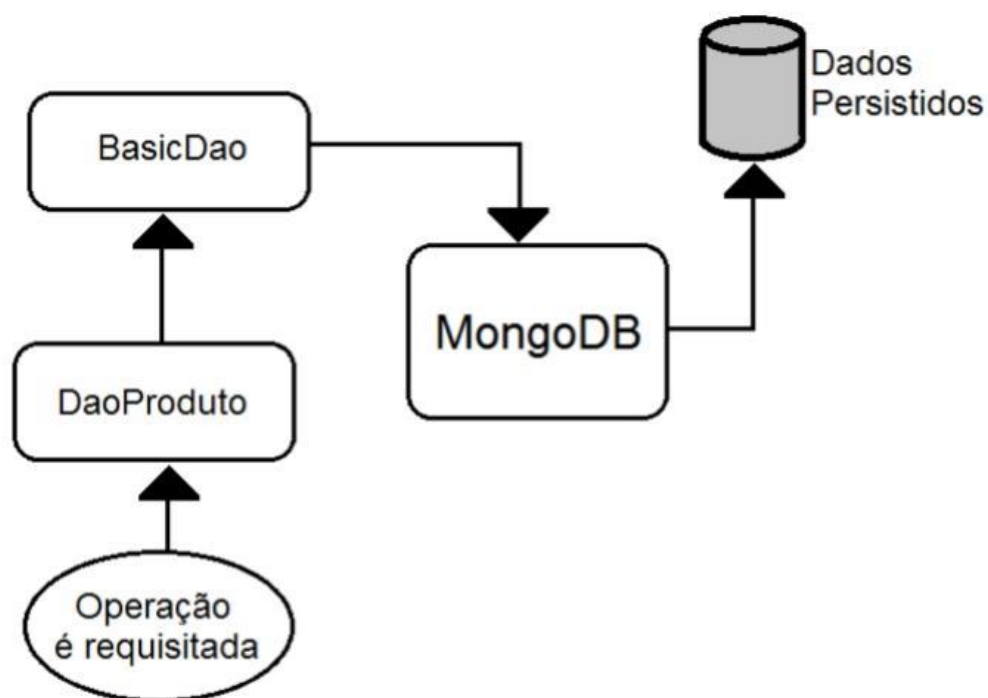 Dados
Persistidos
BasicDao
MongoDB
DaoProduto
Operação
é requisitada